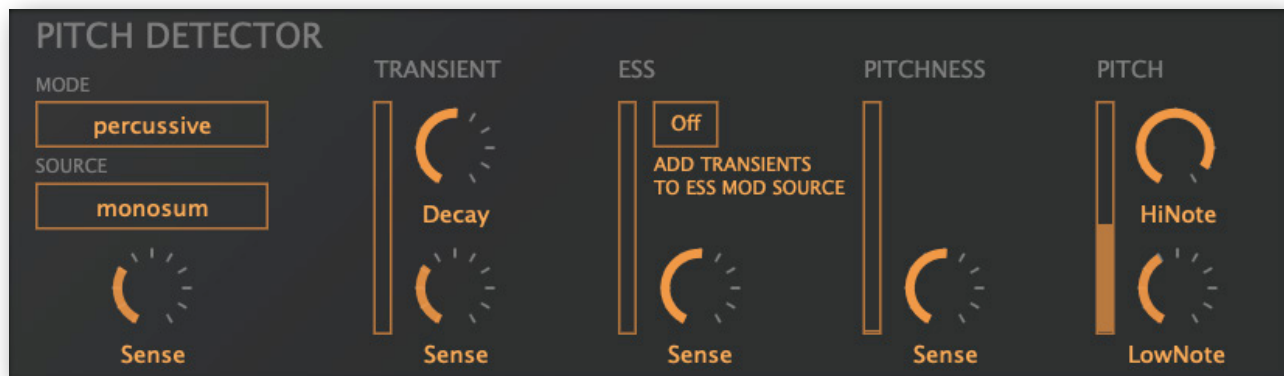 PITCH DETECTOR
MODE
percussive
SOURCE
monosum
Sense
TRANSIENT
Decay
Sense
ESS
Off
ADD TRANSIENTS
TO ESS MOD SOURCE
Sense
PITCHNESS
Sense
PITCH
HiNote
LowNote